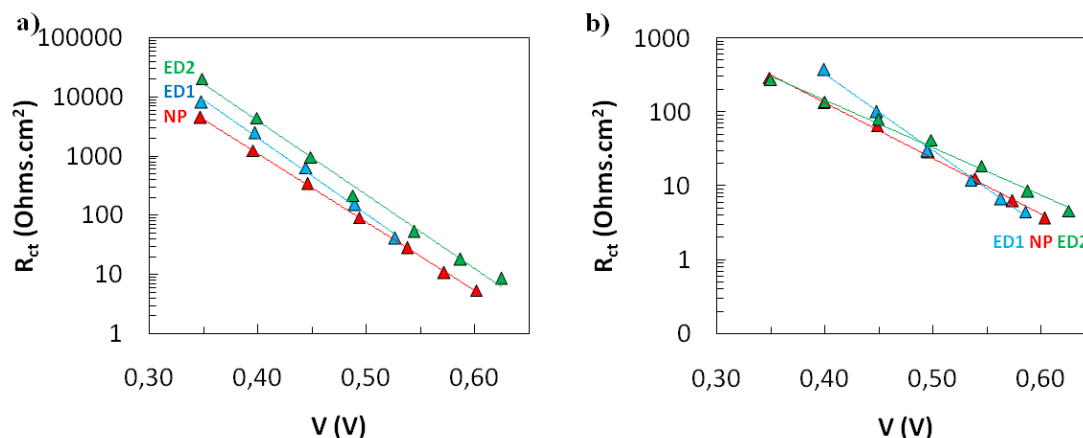 a)
100000
10000
1000
100
10
1
R_ct (Ohms.cm²)
ED2
ED1
NP
0,30
0,40
0,50
0,60
V (V)
b)
1000
100
10
1
0
R_ct (Ohms.cm²)
ED1 NP ED2
0,30
0,40
0,50
0,60
V (V)